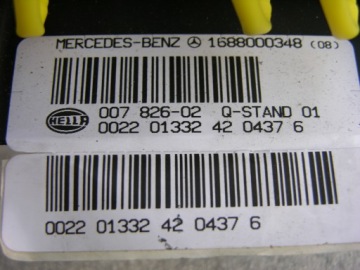 MERCEDES-BENZ 1688000348 (08)
HELLA 007 826-02 Q-STAND 01
0022 01332 42 0437 6
0022 01332 42 0437 6